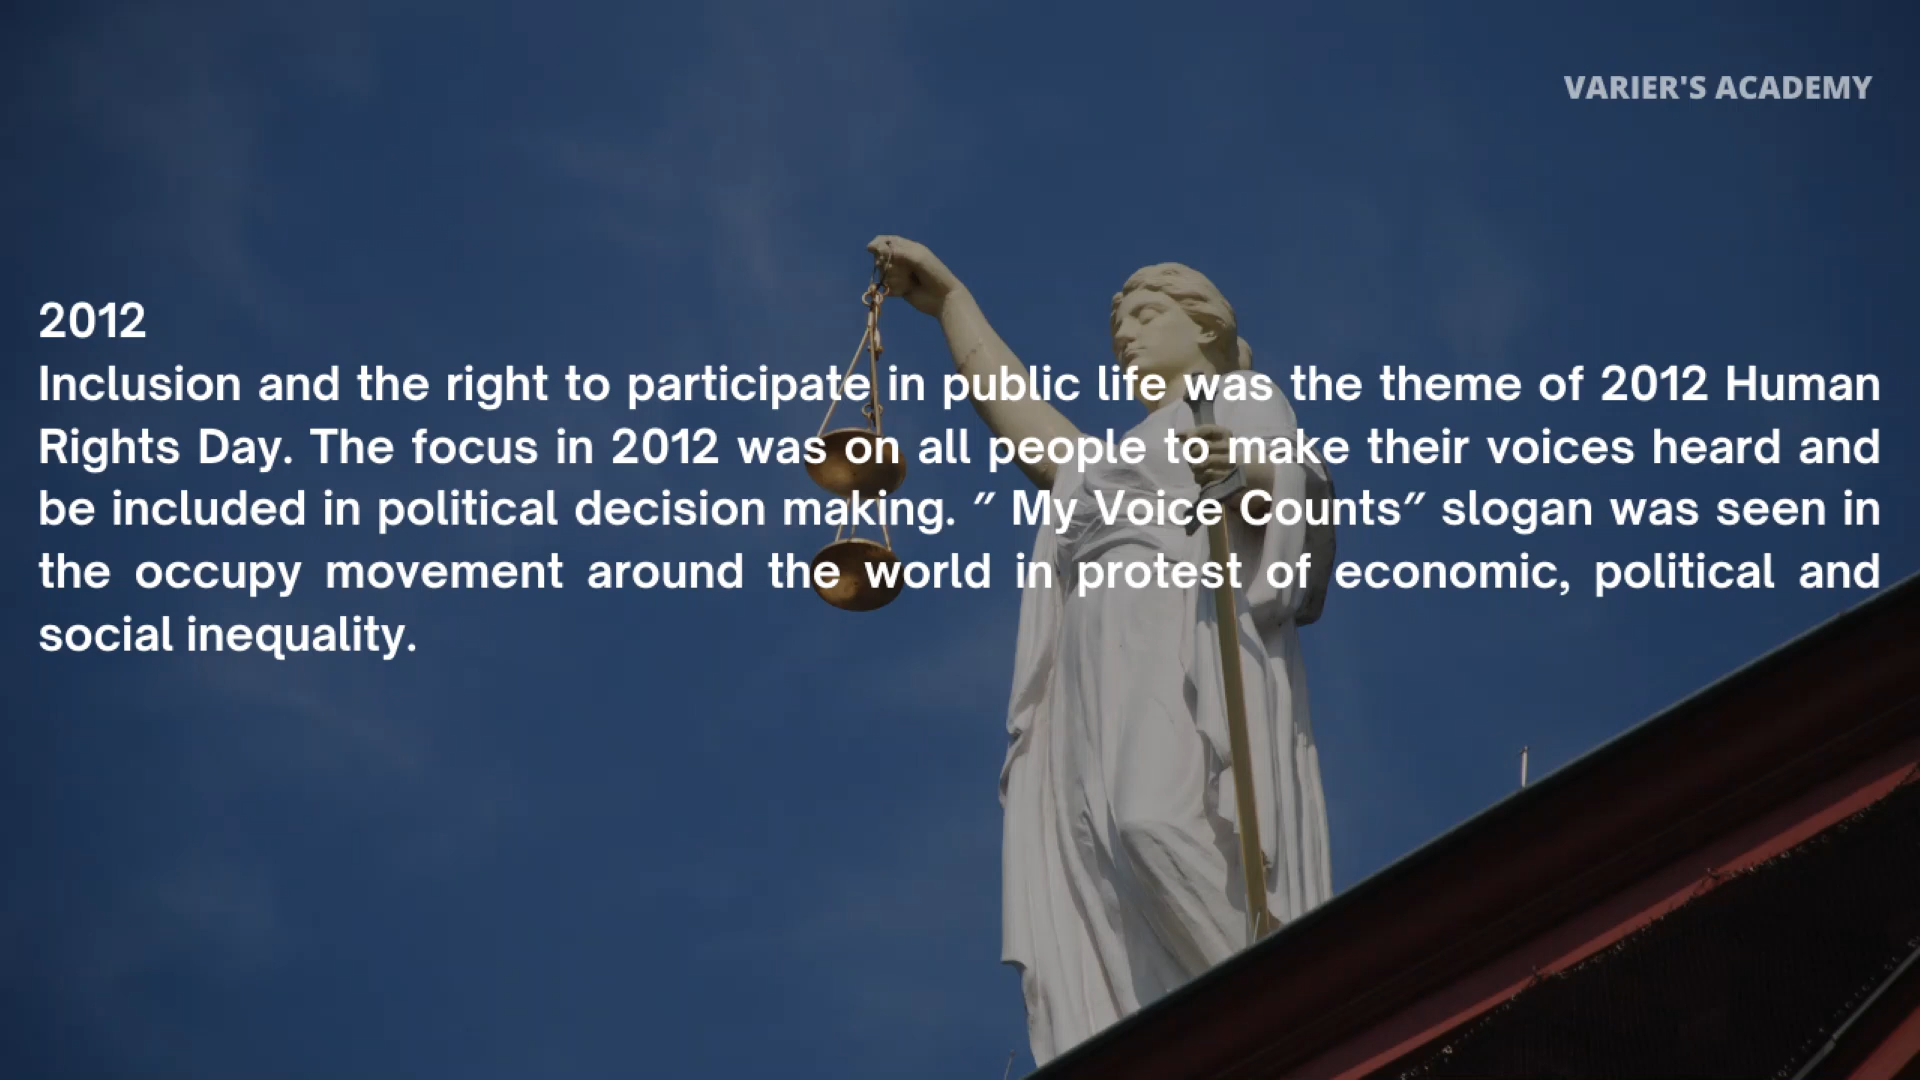 VARIER'S ACADEMY
2012
Inclusion and the right to participate in public life was the theme of 2012 Human
Rights Day. The focus in 2012 was on all people to make their voices heard and
be included in political decision making. ″ My Voice Counts″ slogan was seen in
the occupy movement around the world in protest of economic, political and
social inequality.